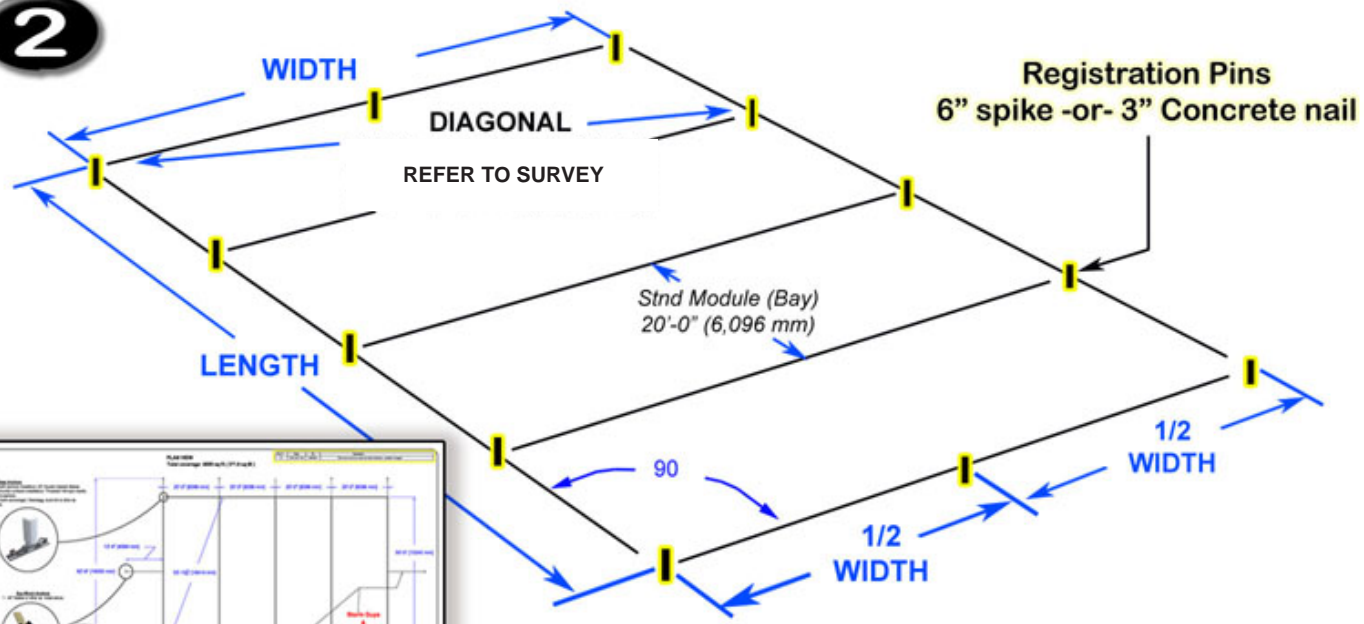 2
WIDTH
DIAGONAL
REFER TO SURVEY
Registration Pins
6” spike -or- 3” Concrete nail
Stnd Module (Bay)
20'-0” (6,096 mm)
LENGTH
90
1/2
WIDTH
1/2
WIDTH
PLAN VIEW